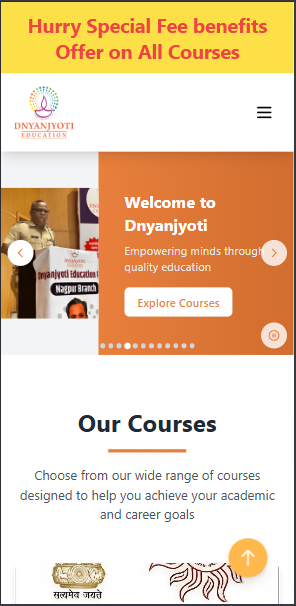 Hurry Special Fee benefits
Offer on All Courses
DNYANJYOTI
EDUCATION
Dnyanjyoti Education
Nagpur Branch
Welcome to
Dnyanjyoti
Empowering minds through
quality education
Explore Courses
Our Courses
Choose from our wide range of courses
designed to help you achieve your academic
and career goals
सत्यमेव जयते